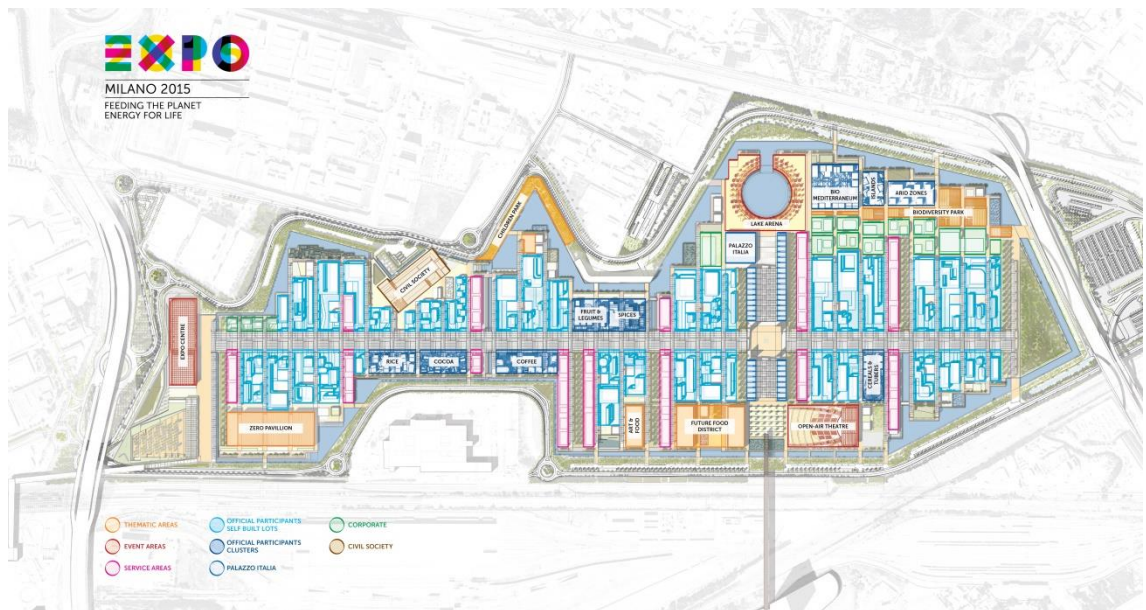 EXPO
MILANO 2015
FEEDING THE PLANET
ENERGY FOR LIFE
CHILDREN PARK
CIVIL SOCIETY
LAKE ARENA
BIO
MEDITERRANEUM
ISLANDS
ARID ZONES
BIODIVERSITY PARK
PALAZZO
ITALIA
EXPO CENTRE
FRUIT &
LEGUMES
SPICES
RICE
COCOA
COFFEE
CEREALS &
TUBERS
ZERO PAVILLION
ART &
FOOD
FUTURE FOOD
DISTRICT
OPEN-AIR THEATRE
THEMATIC AREAS
EVENT AREAS
SERVICE AREAS
OFFICIAL PARTICIPANTS
SELF BUILT LOTS
OFFICIAL PARTICIPANTS
CLUSTERS
PALAZZO ITALIA
CORPORATE
CIVIL SOCIETY